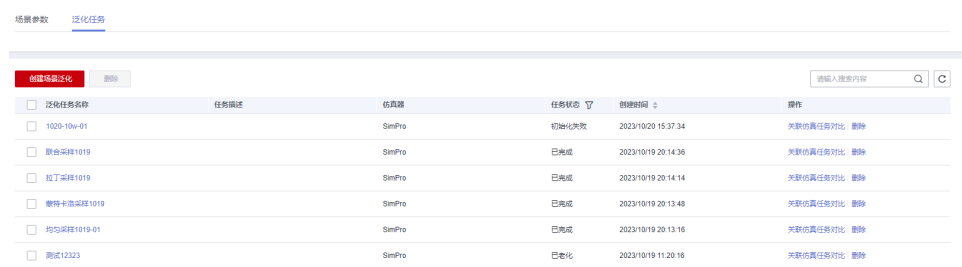 场景参数 泛化任务
创建场景泛化 删除 请输入搜索内容
泛化任务名称 任务描述 仿真器 任务状态 创建时间 操作
1020-10w-01 SimPro 初始化失败 2023/10/20 15:37:34 关联仿真任务对比 删除
联合采样1019 SimPro 已完成 2023/10/19 20:14:36 关联仿真任务对比 删除
拉丁采样1019 SimPro 已完成 2023/10/19 20:14:14 关联仿真任务对比 删除
蒙特卡洛采样1019 SimPro 已完成 2023/10/19 20:13:48 关联仿真任务对比 删除
均匀采样1019-01 SimPro 已完成 2023/10/19 20:13:16 关联仿真任务对比 删除
测试12323 SimPro 已老化 2023/10/19 11:20:16 关联仿真任务对比 删除